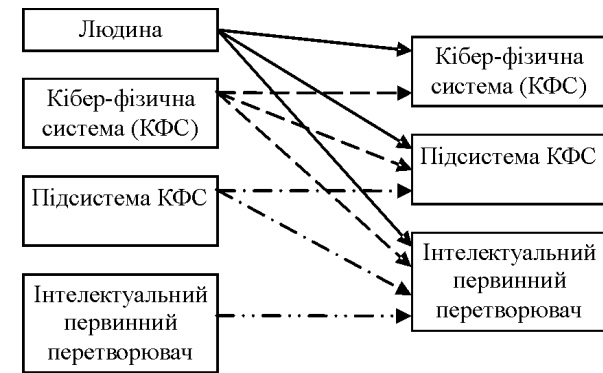 Людина
Кібер-фізична
система (КФС)
Підсистема КФС
Інтелектуальний
первинний
перетворювач
Кібер-фізична
система (КФС)
Підсистема КФС
Інтелектуальний
первинний
перетворювач